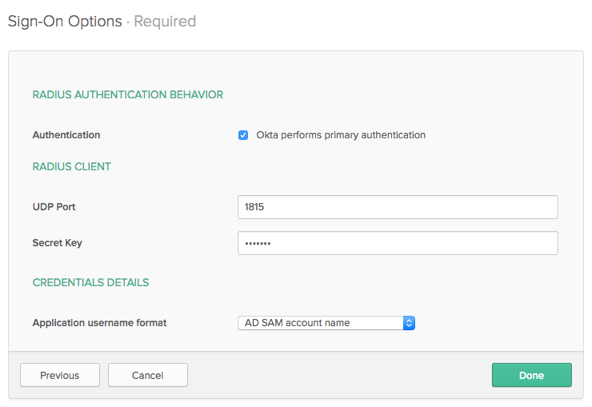 Sign-On Options · Required
RADIUS AUTHENTICATION BEHAVIOR
Authentication
Okta performs primary authentication
RADIUS CLIENT
UDP Port
1815
Secret Key
•••••••
CREDENTIALS DETAILS
Application username format
AD SAM account name
Previous
Cancel
Done